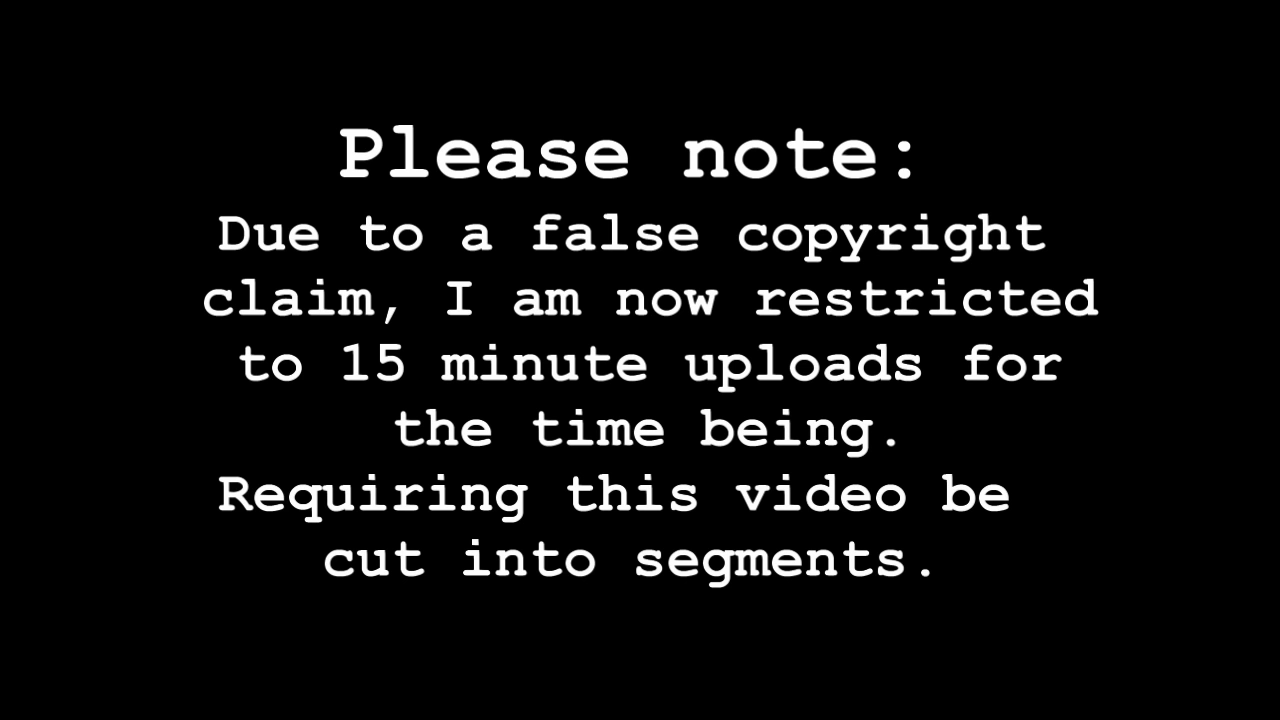 Please note:
Due to a false copyright
claim, I am now restricted
to 15 minute uploads for
the time being.
Requiring this video be
cut into segments.